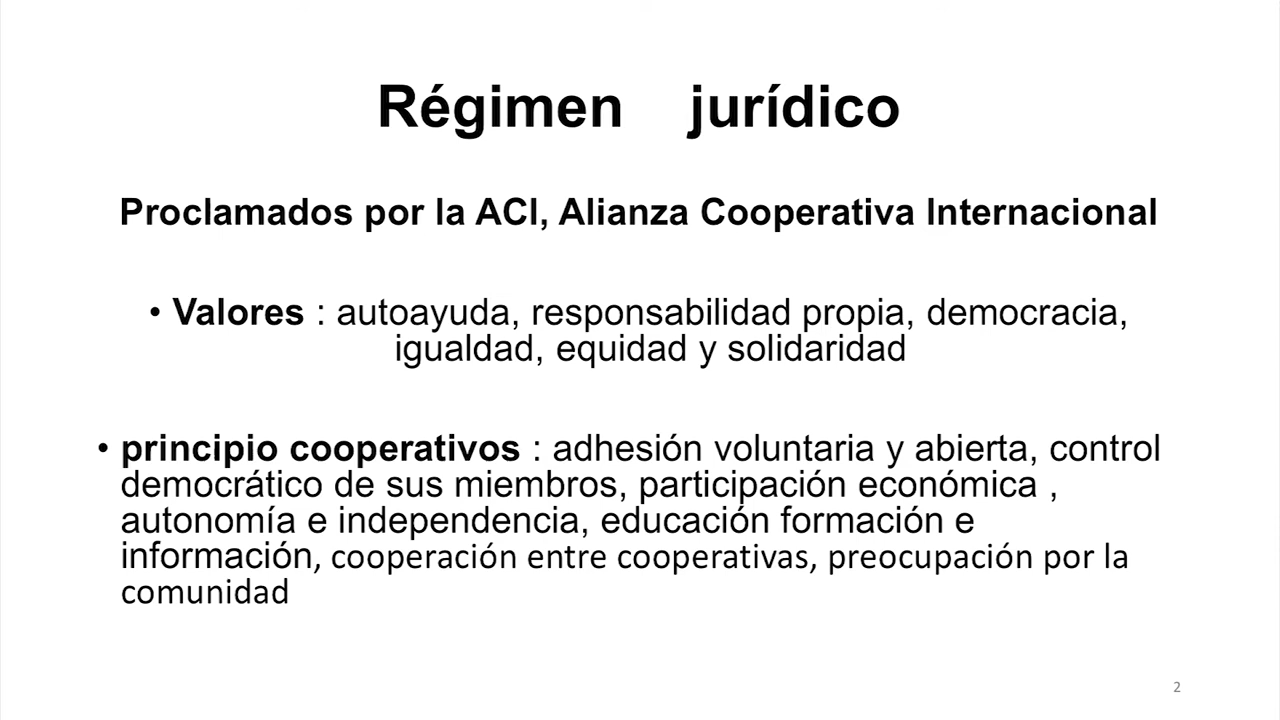 Régimen jurídico
Proclamados por la ACI, Alianza Cooperativa Internacional
• Valores : autoayuda, responsabilidad propia, democracia,
igualdad, equidad y solidaridad
• principio cooperativos : adhesión voluntaria y abierta, control
democrático de sus miembros, participación económica ,
autonomía e independencia, educación formación e
información, cooperación entre cooperativas, preocupación por la
comunidad
2